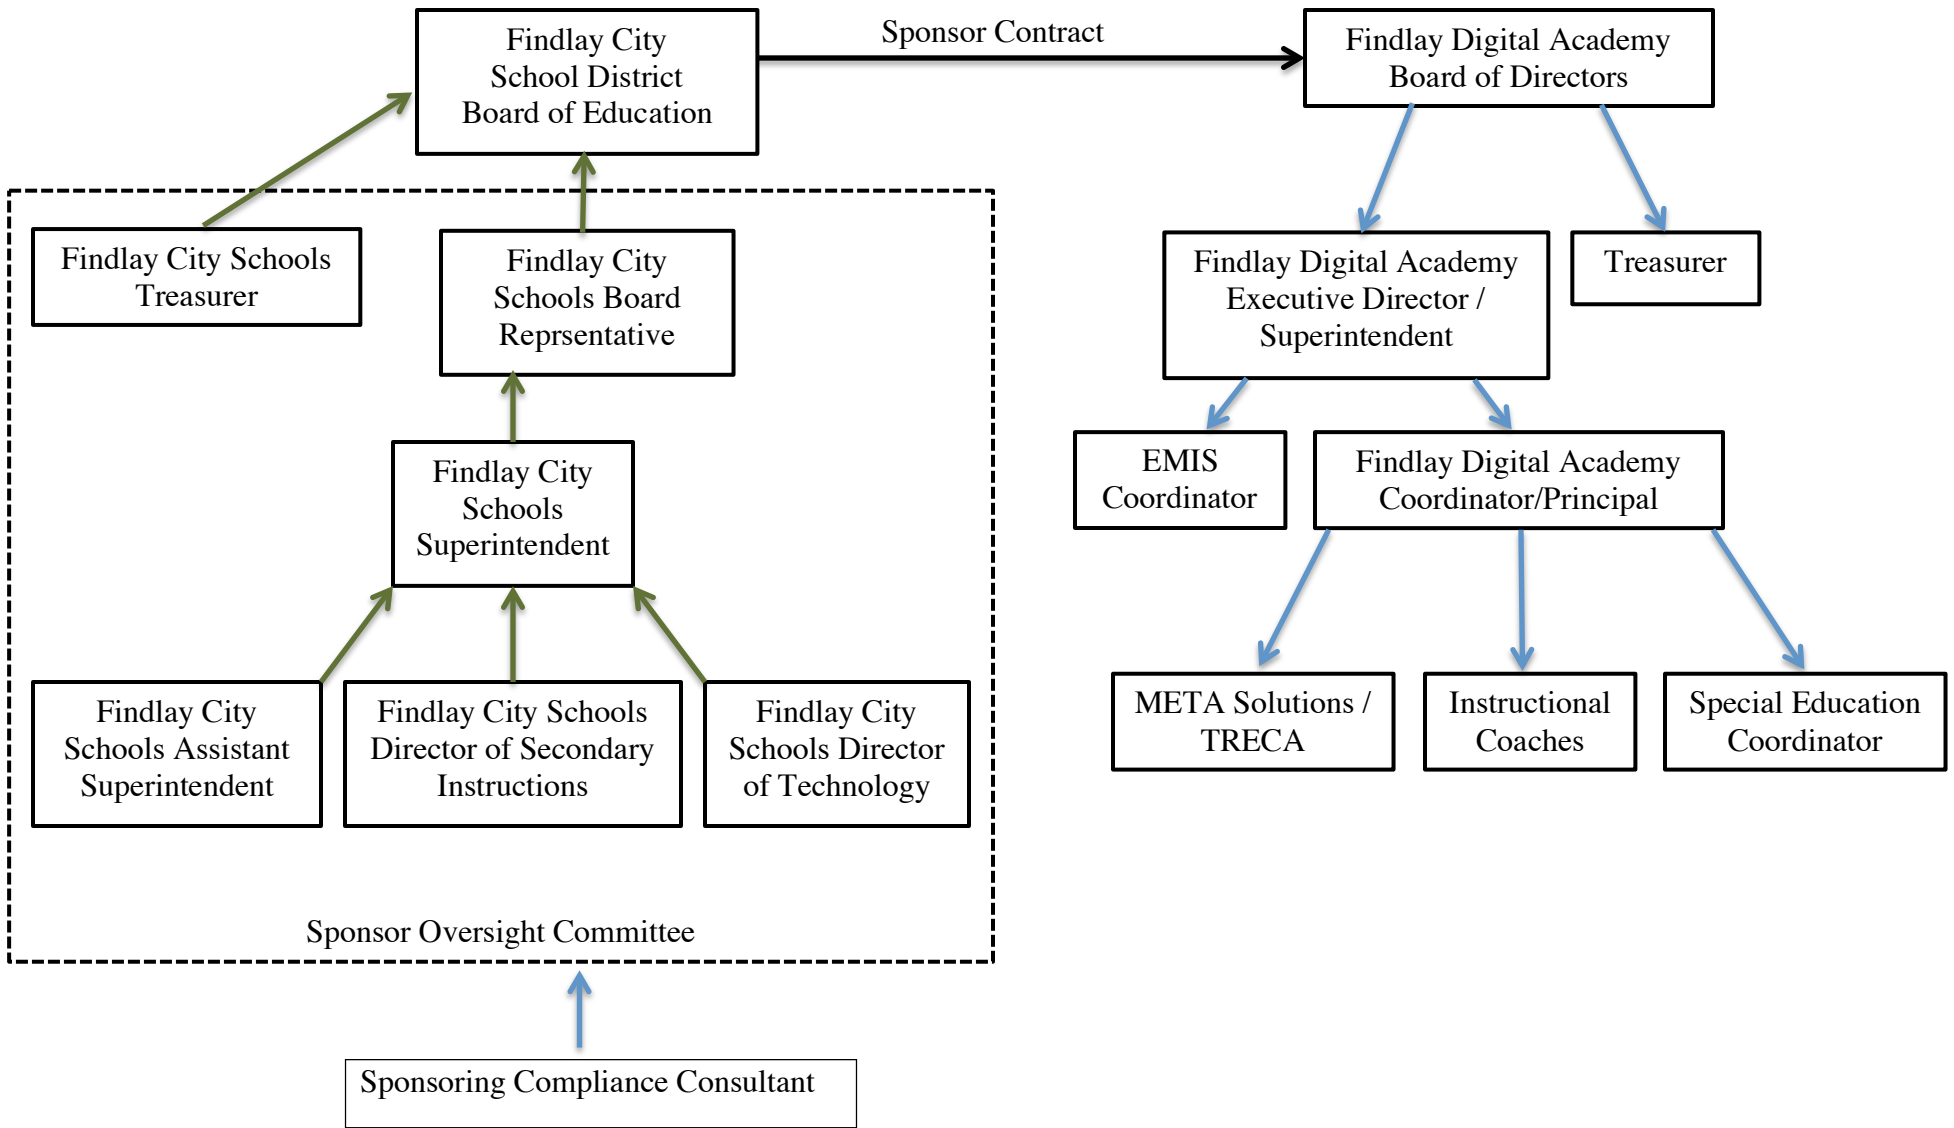 Findlay City
School District
Board of Education
Sponsor Contract
Findlay Digital Academy
Board of Directors
Findlay City Schools
Treasurer
Findlay City
Schools Board
Reprsentative
Findlay Digital Academy
Executive Director /
Superintendent
Treasurer
Findlay City
Schools
Superintendent
EMIS
Coordinator
Findlay Digital Academy
Coordinator/Principal
Findlay City
Schools Assistant
Superintendent
Findlay City Schools
Director of Secondary
Instructions
Findlay City
Schools Director
of Technology
META Solutions /
TRECA
Instructional
Coaches
Special Education
Coordinator
Sponsor Oversight Committee
Sponsoring Compliance Consultant